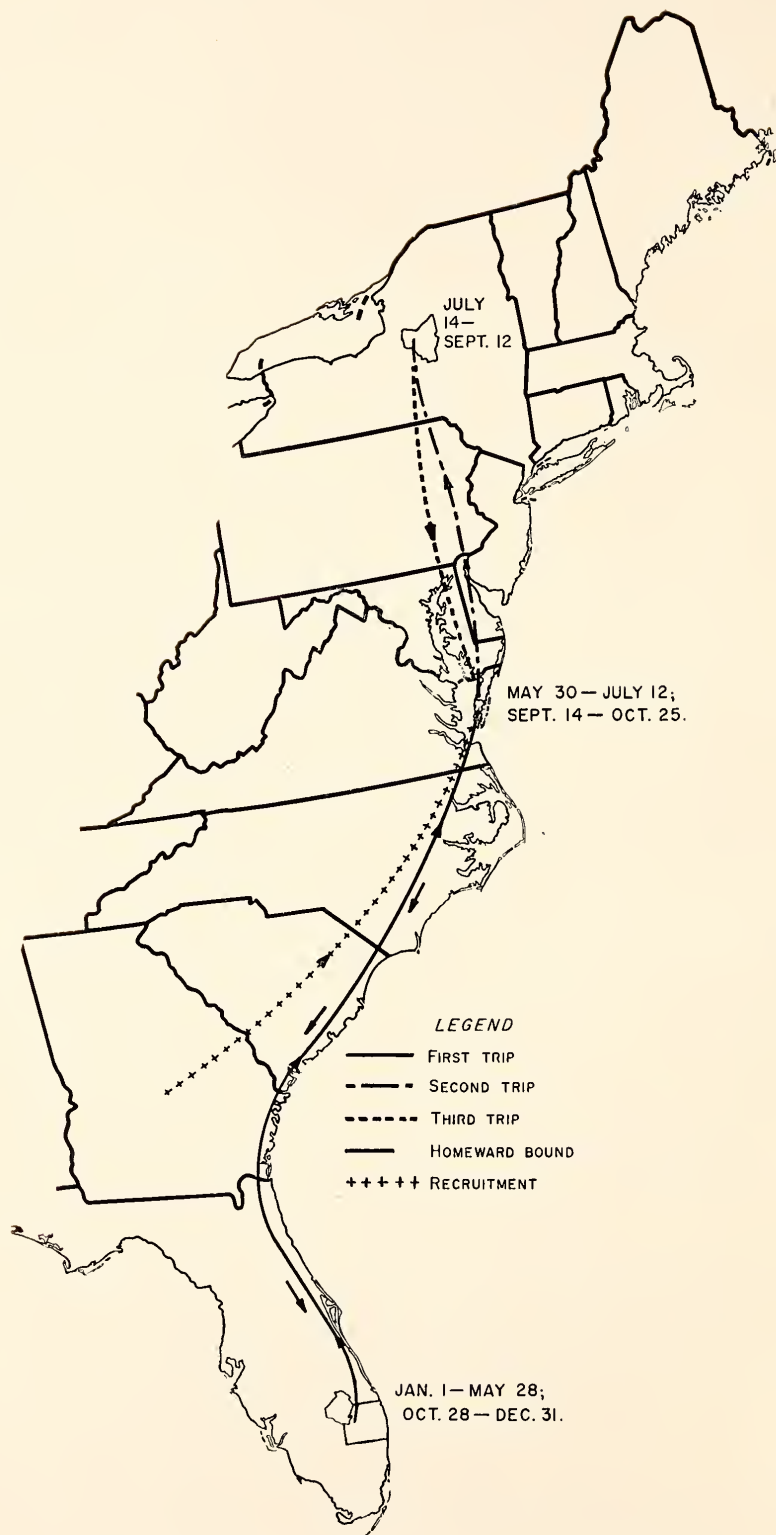 JULY
14—
SEPT. 12
MAY 30 — JULY 12;
SEPT. 14 — OCT. 25.
LEGEND
FIRST TRIP
SECOND TRIP
THIRD TRIP
HOMEWARD BOUND
+++++ RECRUITMENT
JAN. 1 — MAY 28;
OCT. 28 — DEC. 31.